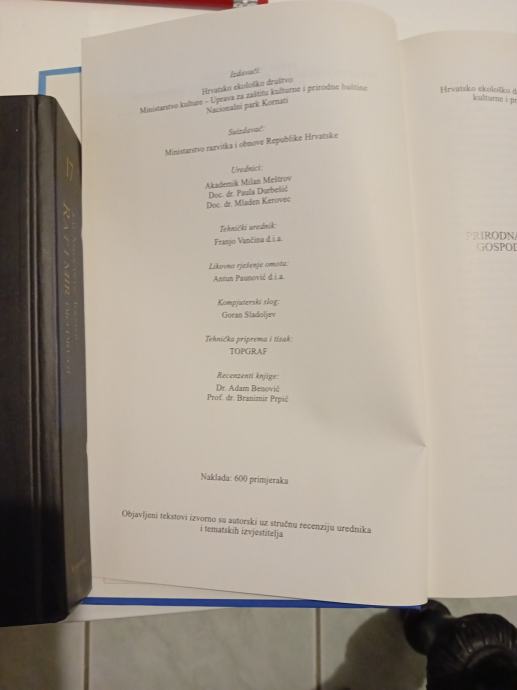 Izdavači:
Hrvatsko ekološko društvo
Ministarstvo kulture – Uprava za zaštitu kulturne i prirodne baštine
Nacionalni park Kornati
Suizdavač:
Ministarstvo razvitka i obnove Republike Hrvatske
Urednici:
Akademik Milan Meštrov
Doc. dr. Paula Durbešić
Doc. dr. Mladen Kerovec
Tehnički urednik:
Franjo Vančina d.i.a.
Likovno rješenje omota:
Antun Paunović d.i.a.
Kompjuterski slog:
Goran Sladoljev
Tehnička priprema i tisak:
TOPGRAF
Recenzenti knjige:
Dr. Adam Benović
Prof. dr. Branimir Prpić
Naklada: 600 primjeraka
Objavljeni tekstovi izvorno su autorski uz stručnu recenziju urednika
i tematskih izvjestitelja
Hrvatsko ekološko d
kulturne i p
PRIRODNA
GOSPOD